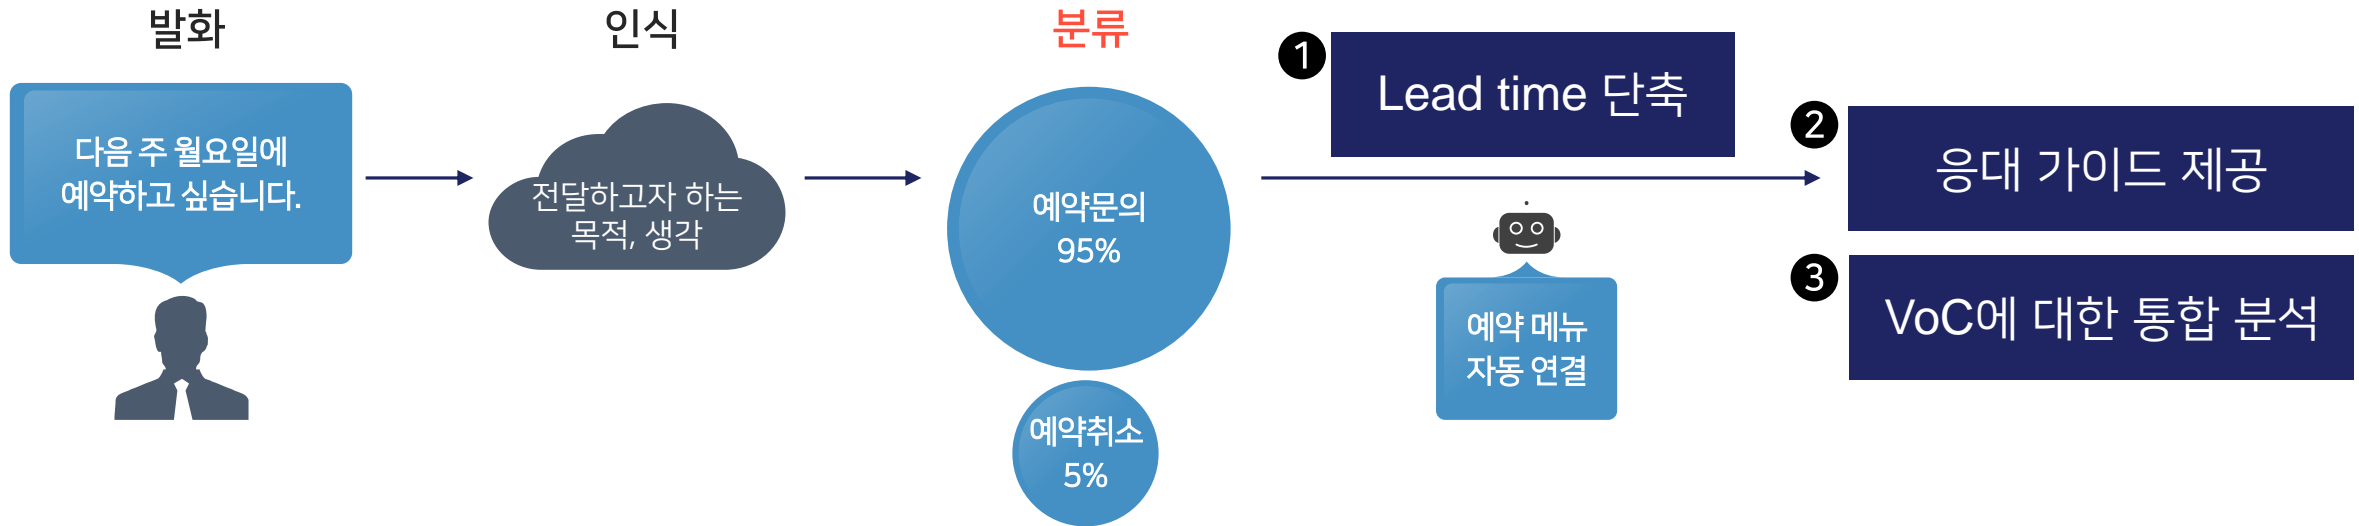 발화
인식
분류
다음 주 월요일에
예약하고 싶습니다.
전달하고자 하는
목적, 생각
예약문의
95%
예약취소
5%
1
Lead time 단축
예약 메뉴
자동 연결
2
응대 가이드 제공
3
VoC에 대한 통합 분석